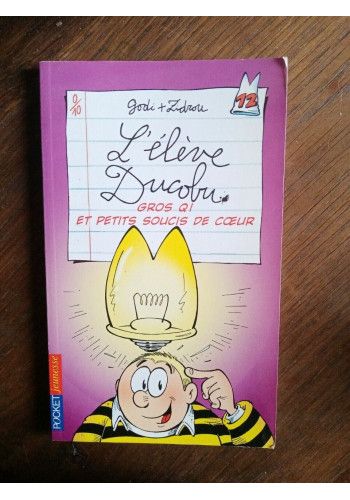 0/10
Godi + Zidrou
12
L'élève
Ducobu
GROS QI
ET PETITS SOUCIS DE CŒUR
POCKET jeunesse